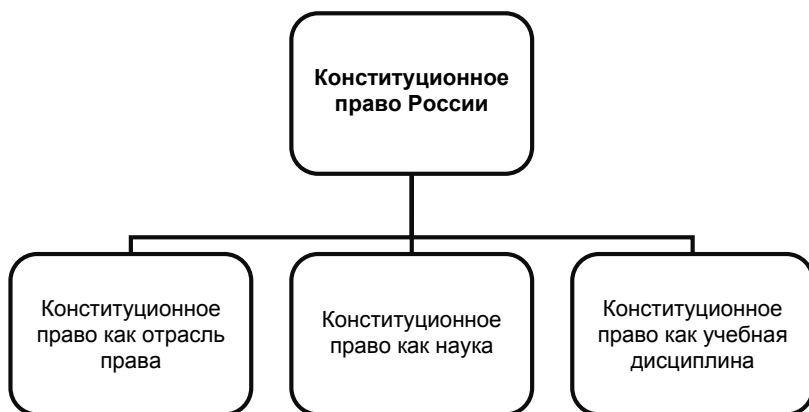 Конституционное
право России
Конституционное
право как отрасль
права
Конституционное
право как наука
Конституционное
право как учебная
дисциплина